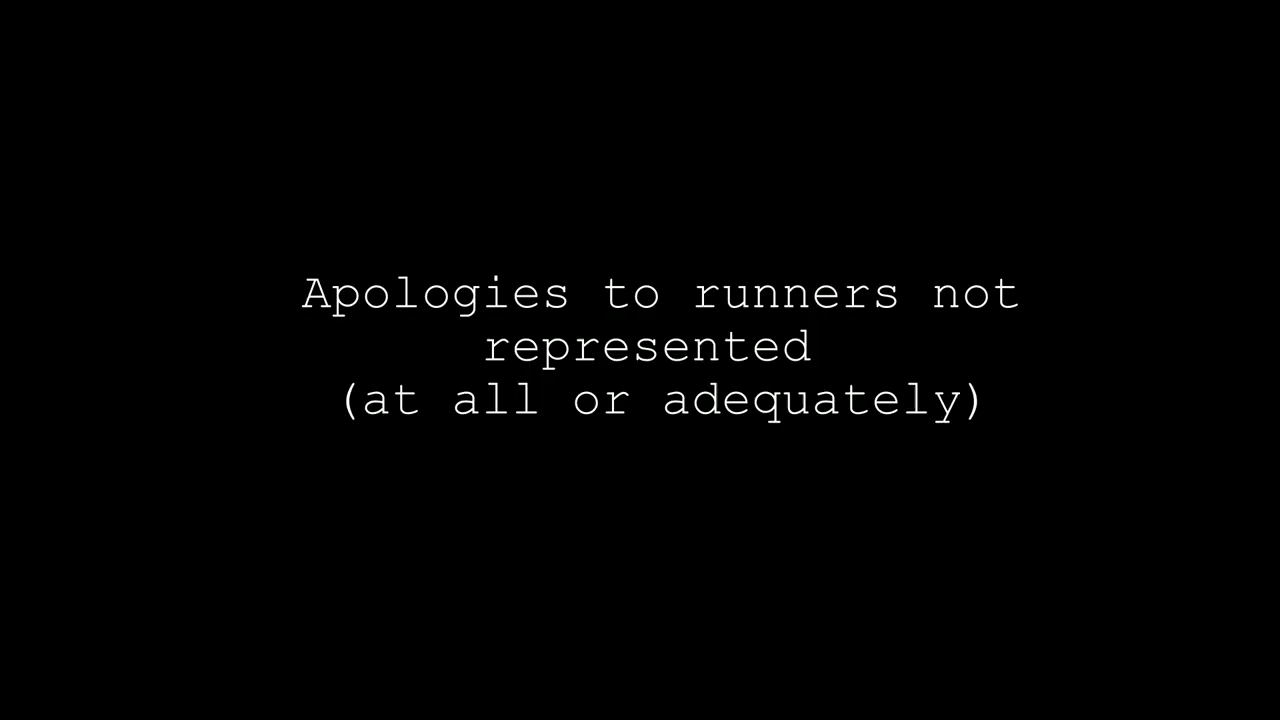 Apologies to runners not
represented
(at all or adequately)